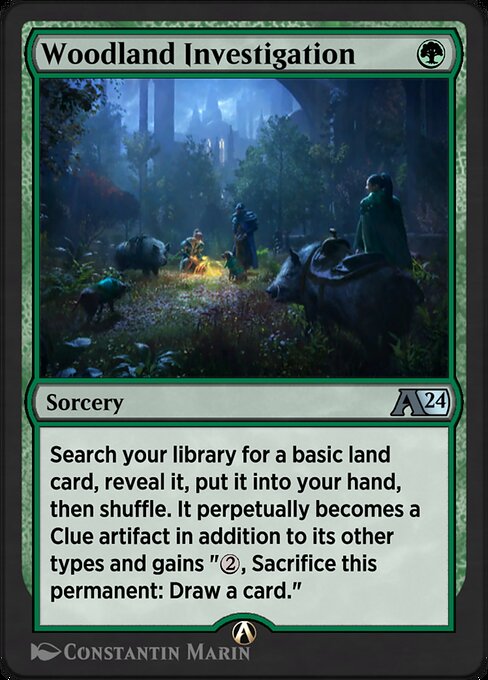 Woodland Investigation
Sorcery
A24
Search your library for a basic land
card, reveal it, put it into your hand,
then shuffle. It perpetually becomes a
Clue artifact in addition to its other
types and gains "2, Sacrifice this
permanent: Draw a card."
Constantin Marin